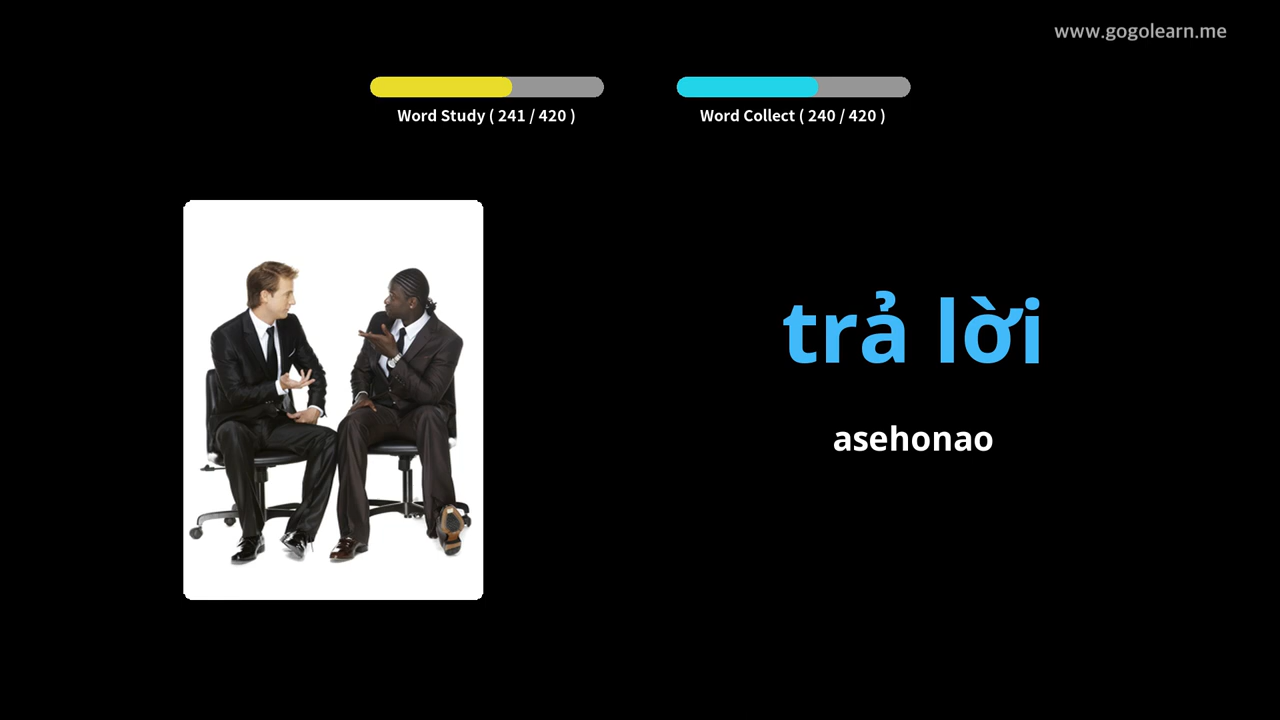 www.gogolearn.me
Word Study ( 241 / 420 )
Word Collect ( 240 / 420 )
trả lời
asehonao